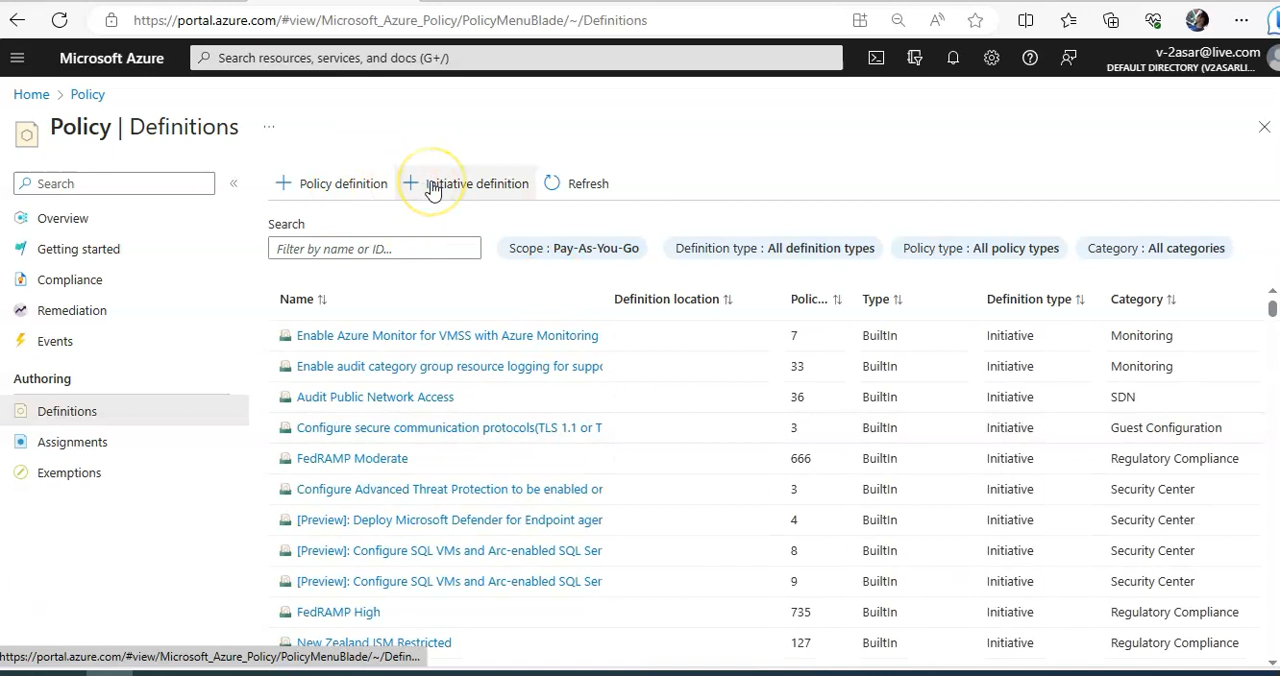 https://portal.azure.com/#view/Microsoft_Azure_Policy/PolicyMenuBlade/~/Definitions
Microsoft Azure
Search resources, services, and docs (G+/)
v-2asar@live.com
DEFAULT DIRECTORY (V2ASARLI...
Home > Policy
Policy | Definitions
...
Search
«
+ Policy definition
+ Initiative definition
Refresh
Overview
Getting started
Compliance
Remediation
Events
Authoring
Definitions
Assignments
Exemptions
Search
Filter by name or ID...
Scope : Pay-As-You-Go
Definition type : All definition types
Policy type : All policy types
Category : All categories
Name Definition location Polic... Type Definition type Category
Enable Azure Monitor for VMSS with Azure Monitoring 7 BuiltIn Initiative Monitoring
Enable audit category group resource logging for suppo 33 BuiltIn Initiative Monitoring
Audit Public Network Access 36 BuiltIn Initiative SDN
Configure secure communication protocols(TLS 1.1 or T 3 BuiltIn Initiative Guest Configuration
FedRAMP Moderate 666 BuiltIn Initiative Regulatory Compliance
Configure Advanced Threat Protection to be enabled or 3 BuiltIn Initiative Security Center
[Preview]: Deploy Microsoft Defender for Endpoint agen 4 BuiltIn Initiative Security Center
[Preview]: Configure SQL VMs and Arc-enabled SQL Ser 8 BuiltIn Initiative Security Center
[Preview]: Configure SQL VMs and Arc-enabled SQL Ser 9 BuiltIn Initiative Security Center
FedRAMP High 735 BuiltIn Initiative Regulatory Compliance
New Zealand ISM Restricted 127 BuiltIn Initiative Regulatory Compliance
https://portal.azure.com/#view/Microsoft_Azure_Policy/PolicyMenuBlade/~/Defin...